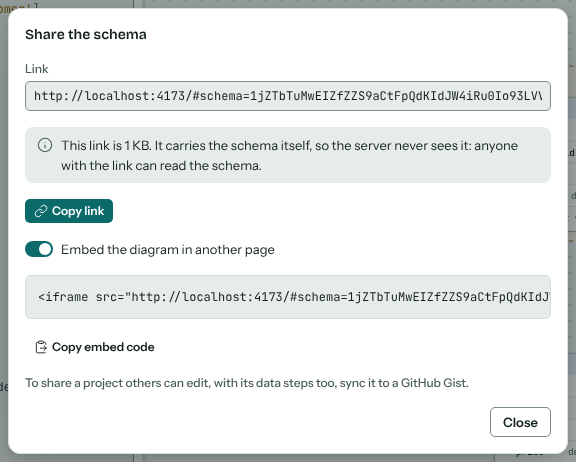 Share the schema
Link
http://localhost:4173/#schema=1jZTbTuMwEIZfZZS9aCtFpQdKIdJW4iRu0Io93LV
This link is 1 KB. It carries the schema itself, so the server never sees it: anyone
with the link can read the schema.
Copy link
Embed the diagram in another page
<iframe src="http://localhost:4173/#schema=1jZTbTuMwEIZfZZS9aCtFpQdKIdJ
Copy embed code
To share a project others can edit, with its data steps too, sync it to a GitHub Gist.
Close